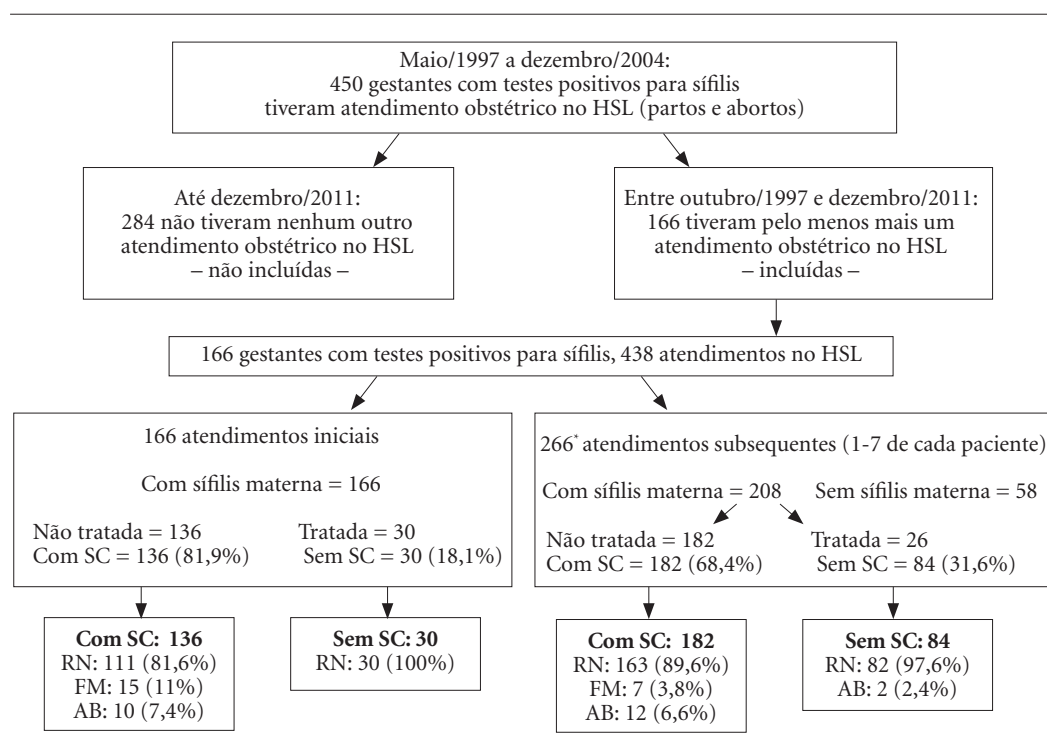 Maio/1997 a dezembro/2004:
450 gestantes com testes positivos para sífilis
tiveram atendimento obstétrico no HSL (partos e abortos)
Até dezembro/2011:
284 não tiveram nenhum outro
atendimento obstétrico no HSL
– não incluídas –
Entre outubro/1997 e dezembro/2011:
166 tiveram pelo menos mais um
atendimento obstétrico no HSL
– incluídas –
166 gestantes com testes positivos para sífilis, 438 atendimentos no HSL
166 atendimentos iniciais
Com sífilis materna = 166
Não tratada = 136
Com SC = 136 (81,9%)
Tratada = 30
Sem SC = 30 (18,1%)
266* atendimentos subsequentes (1-7 de cada paciente)
Com sífilis materna = 208
Sem sífilis materna = 58
Não tratada = 182
Com SC = 182 (68,4%)
Tratada = 26
Sem SC = 84 (31,6%)
Com SC: 136
RN: 111 (81,6%)
FM: 15 (11%)
AB: 10 (7,4%)
Sem SC: 30
RN: 30 (100%)
Com SC: 182
RN: 163 (89,6%)
FM: 7 (3,8%)
AB: 12 (6,6%)
Sem SC: 84
RN: 82 (97,6%)
AB: 2 (2,4%)